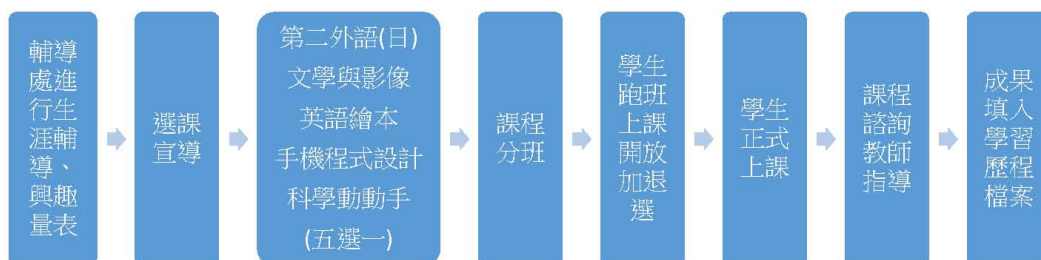 輔導
處進
行生
涯輔
導、
興趣
量表
選課
宣導
第二外語(日)
文學與影像
英語繪本
手機程式設計
科學動動手
(五選一)
課程
分班
學生
跑班
上課
開放
加退
選
學生
正式
上課
課程
諮詢
教師
指導
成果
填入
學習
歷程
檔案